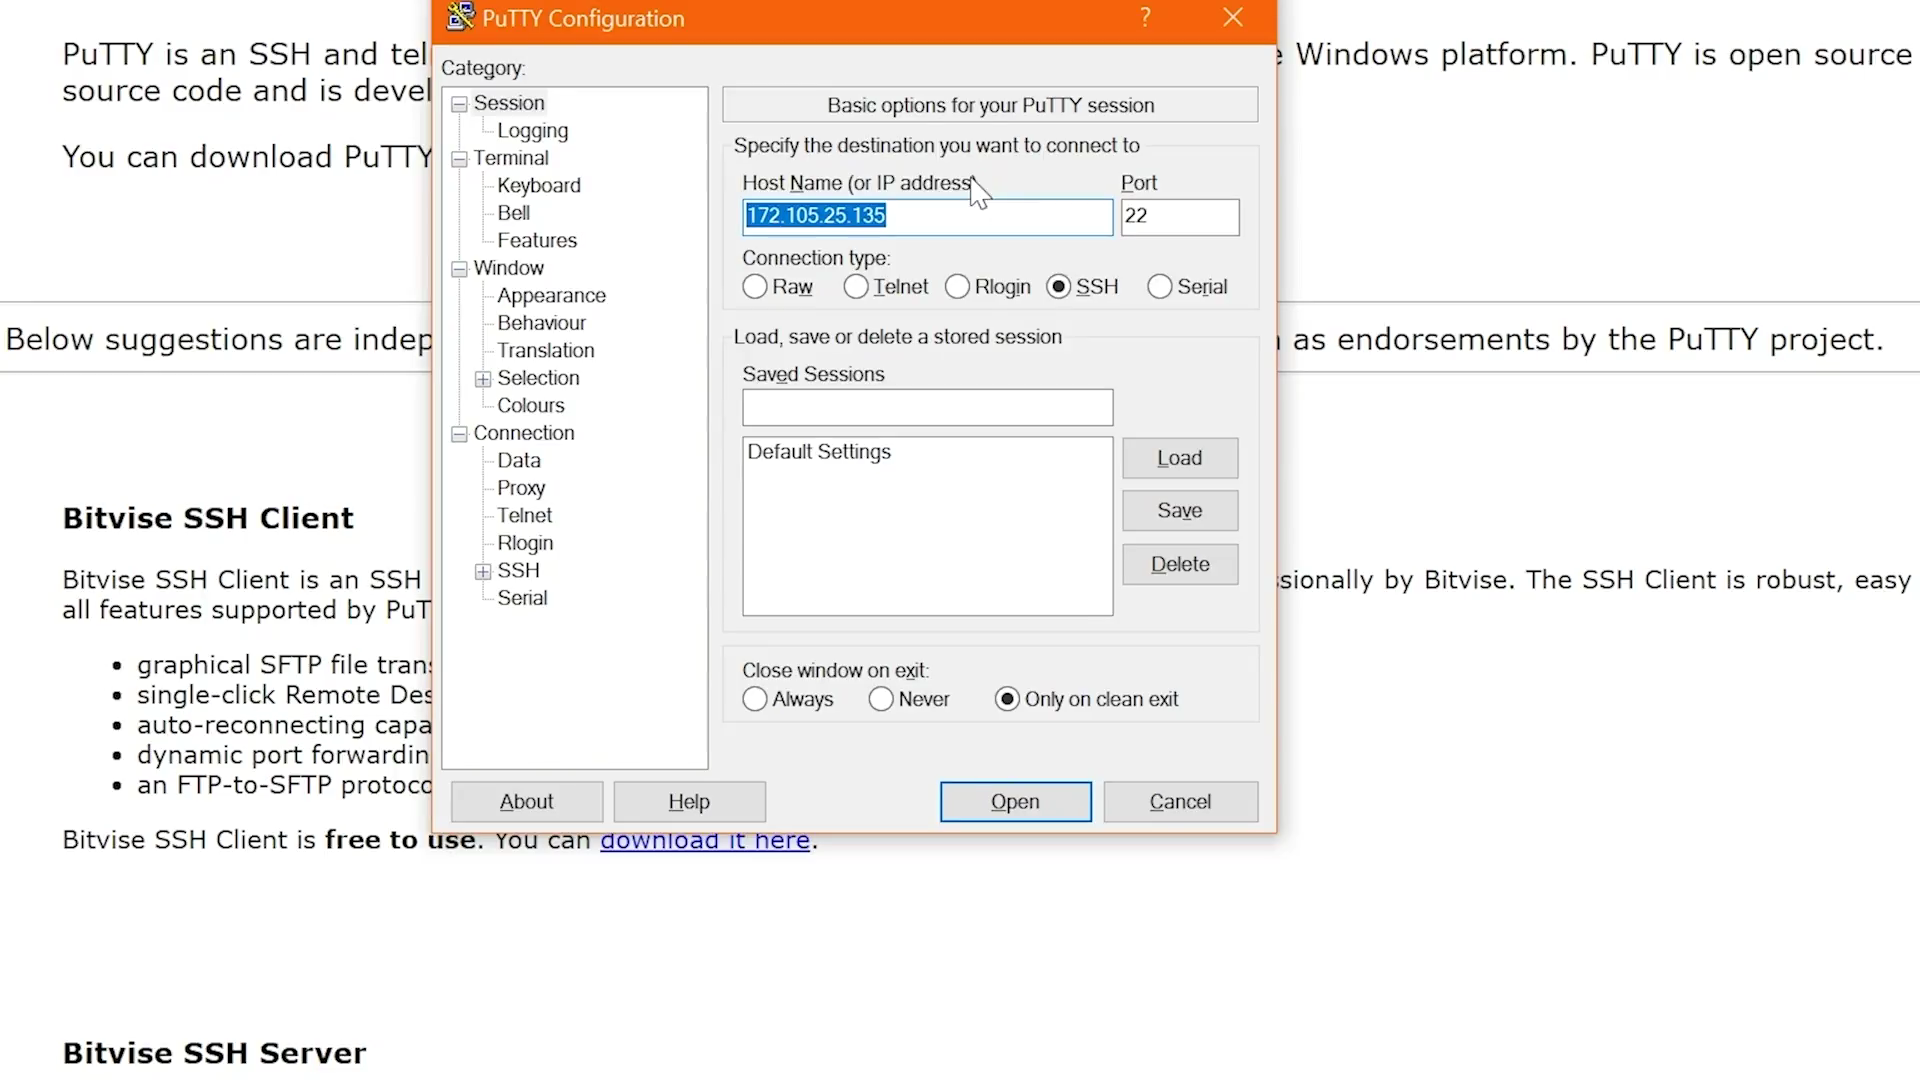 PuTTY Configuration
?
PuTTY is an SSH and tel
Windows platform. PuTTY is open source
source code and is devel
You can download PuTTY
Category:
Session
Logging
Terminal
Keyboard
Bell
Features
Window
Appearance
Behaviour
Translation
Selection
Colours
Connection
Data
Proxy
Telnet
Rlogin
SSH
Serial
Basic options for your PuTTY session
Specify the destination you want to connect to
Host Name (or IP address)
Port
172.105.25.135
22
Connection type:
Raw Telnet Rlogin SSH Serial
Load, save or delete a stored session
Saved Sessions
Default Settings
Load
Save
Delete
Close window on exit:
Always Never Only on clean exit
About Help Open Cancel
Below suggestions are indep
as endorsements by the PuTTY project.
Bitvise SSH Client
Bitvise SSH Client is an SSH
sionally by Bitvise. The SSH Client is robust, easy
all features supported by PuT
• graphical SFTP file trans
• single-click Remote Des
• auto-reconnecting capa
• dynamic port forwardin
• an FTP-to-SFTP protoco
Bitvise SSH Client is free to use. You can download it here.
Bitvise SSH Server